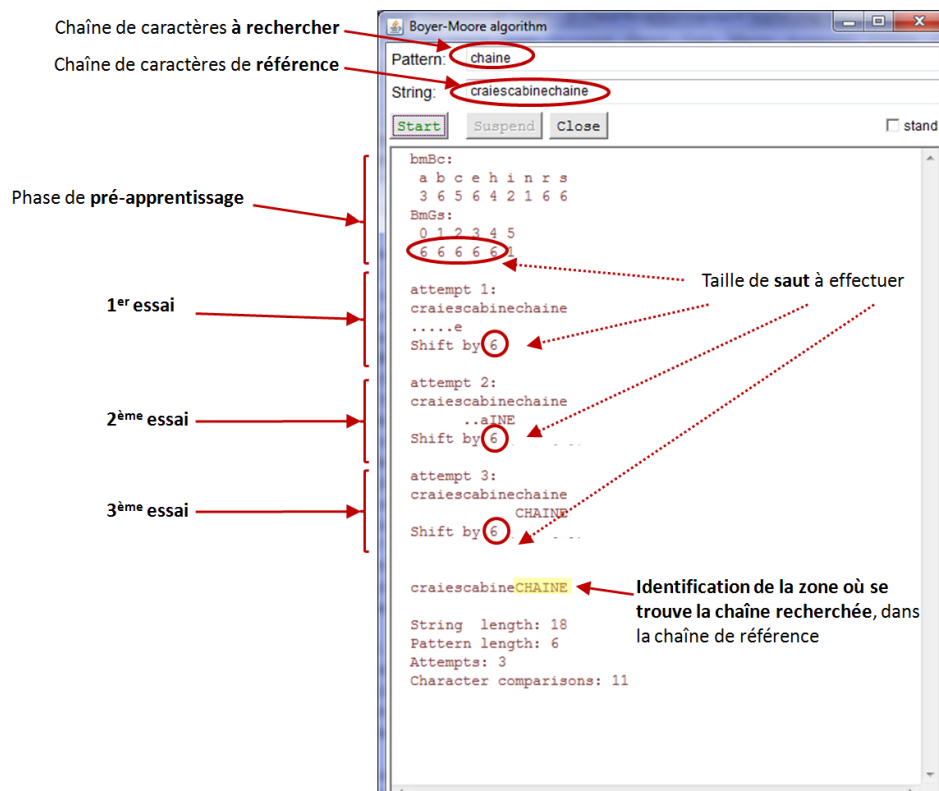 Chaîne de caractères à rechercher
Chaîne de caractères de référence
Boyer-Moore algorithm
Pattern: chaine
String: craiescabinechaine
Start Suspend Close stand
Phase de pré-apprentissage
bmBc:
a b c e h i n r s
3 6 5 6 4 2 1 6 6
BmGs:
0 1 2 3 4 5
6 6 6 6 6 1
Taille de saut à effectuer
1er essai
attempt 1:
craiescabinechaine
.....e
Shift by 6
2ème essai
attempt 2:
craiescabinechaine
..aINE
Shift by 6
3ème essai
attempt 3:
craiescabinechaine
CHAINE
Shift by 6
craiescabineCHAINE
Identification de la zone où se
trouve la chaîne recherchée, dans
la chaîne de référence
String length: 18
Pattern length: 6
Attempts: 3
Character comparisons: 11